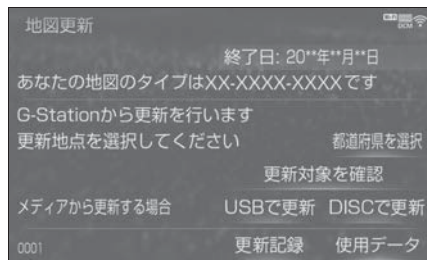 地図更新
DCM
終了日: 20**年**月**日
あなたの地図のタイプはXX-XXXX-XXXXです
G-Stationから更新を行います
更新地点を選択してください 都道府県を選択
更新対象を確認
メディアから更新する場合 USBで更新 DISCで更新
0001 更新記録 使用データ